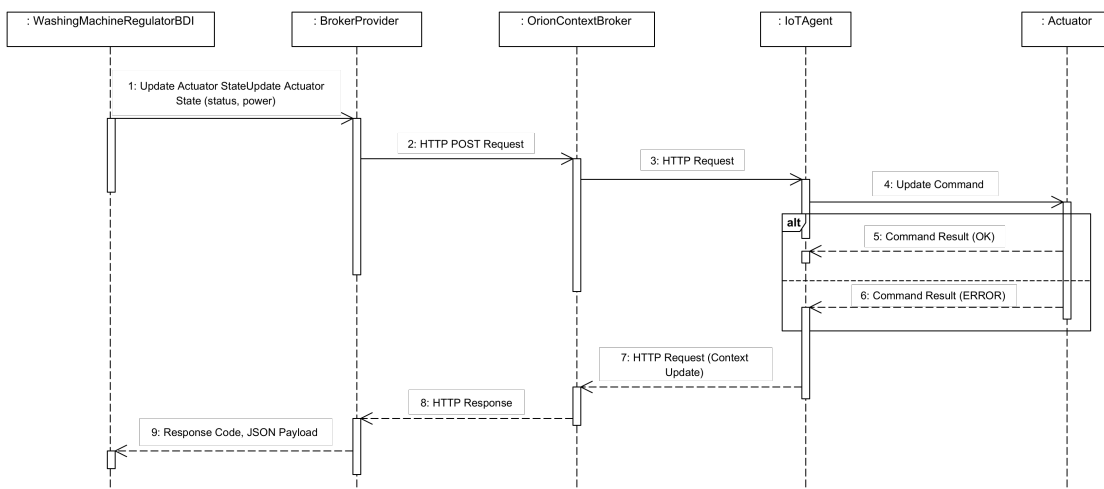 : WashingMachineRegulatorBDI
: BrokerProvider
: OrionContextBroker
: IoTAgent
: Actuator
1: Update Actuator StateUpdate Actuator
State (status, power)
2: HTTP POST Request
3: HTTP Request
4: Update Command
alt
5: Command Result (OK)
6: Command Result (ERROR)
7: HTTP Request (Context
Update)
8: HTTP Response
9: Response Code, JSON Payload